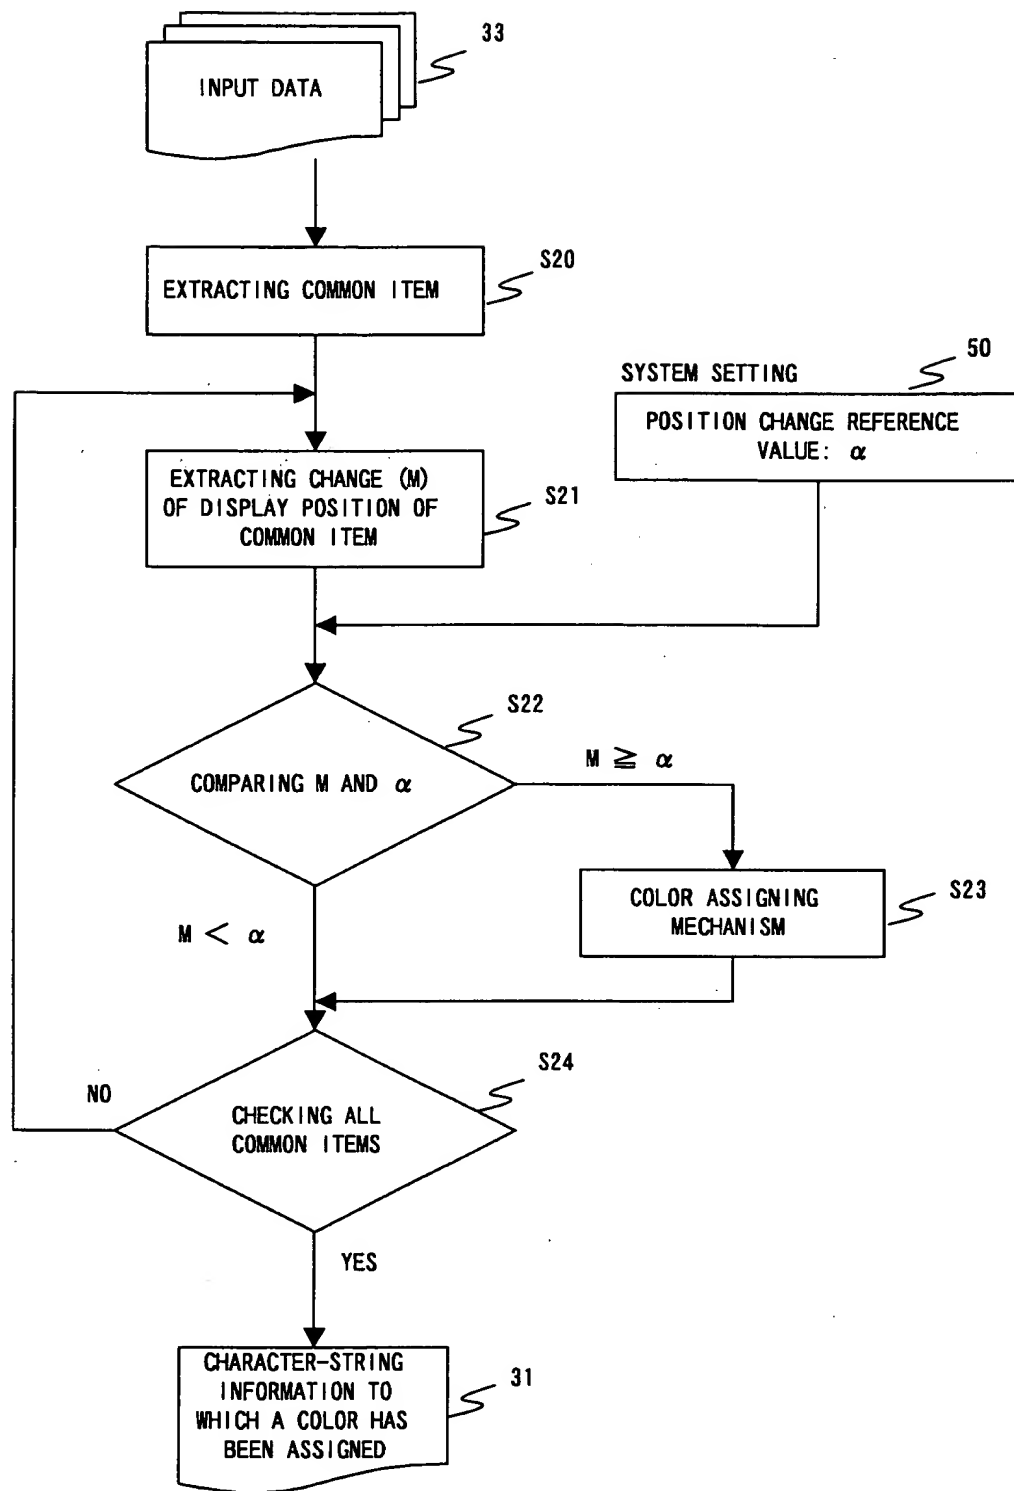 33
INPUT DATA
S20
EXTRACTING COMMON ITEM
50
SYSTEM SETTING
POSITION CHANGE REFERENCE
VALUE: α
EXTRACTING CHANGE (M)
OF DISPLAY POSITION OF
COMMON ITEM
S21
S22
COMPARING M AND α
M ≧ α
COLOR ASSIGNING
MECHANISM
S23
M < α
S24
NO
CHECKING ALL
COMMON ITEMS
YES
CHARACTER-STRING
INFORMATION TO
WHICH A COLOR HAS
BEEN ASSIGNED
31